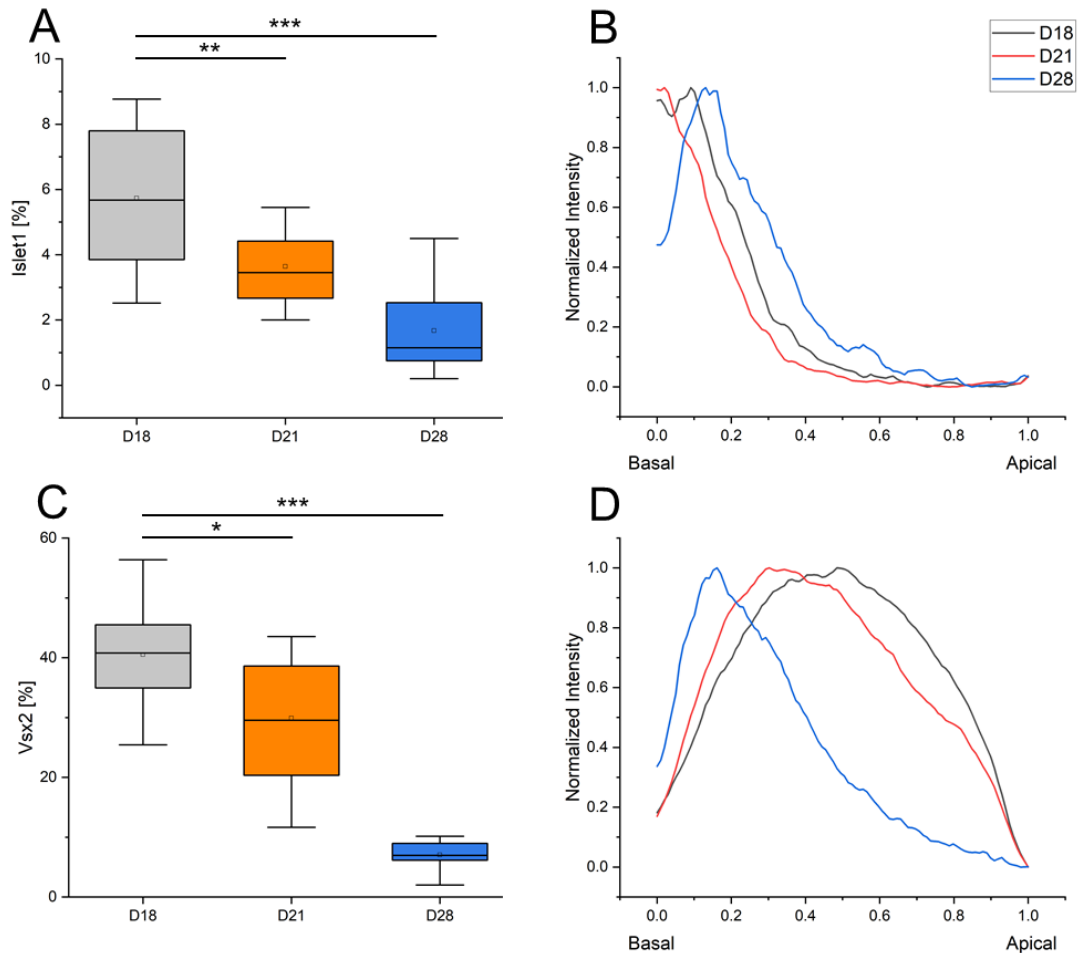 A
***
**
10
8
6
4
2
0
Islet1 [%]
D18 D21 D28
B
D18
D21
D28
1.0
0.8
0.6
0.4
0.2
0.0
Normalized Intensity
0.0 0.2 0.4 0.6 0.8 1.0
Basal Apical
C
***
*
60
40
20
0
Vsx2 [%]
D18 D21 D28
D
1.0
0.8
0.6
0.4
0.2
0.0
Normalized Intensity
0.0 0.2 0.4 0.6 0.8 1.0
Basal Apical